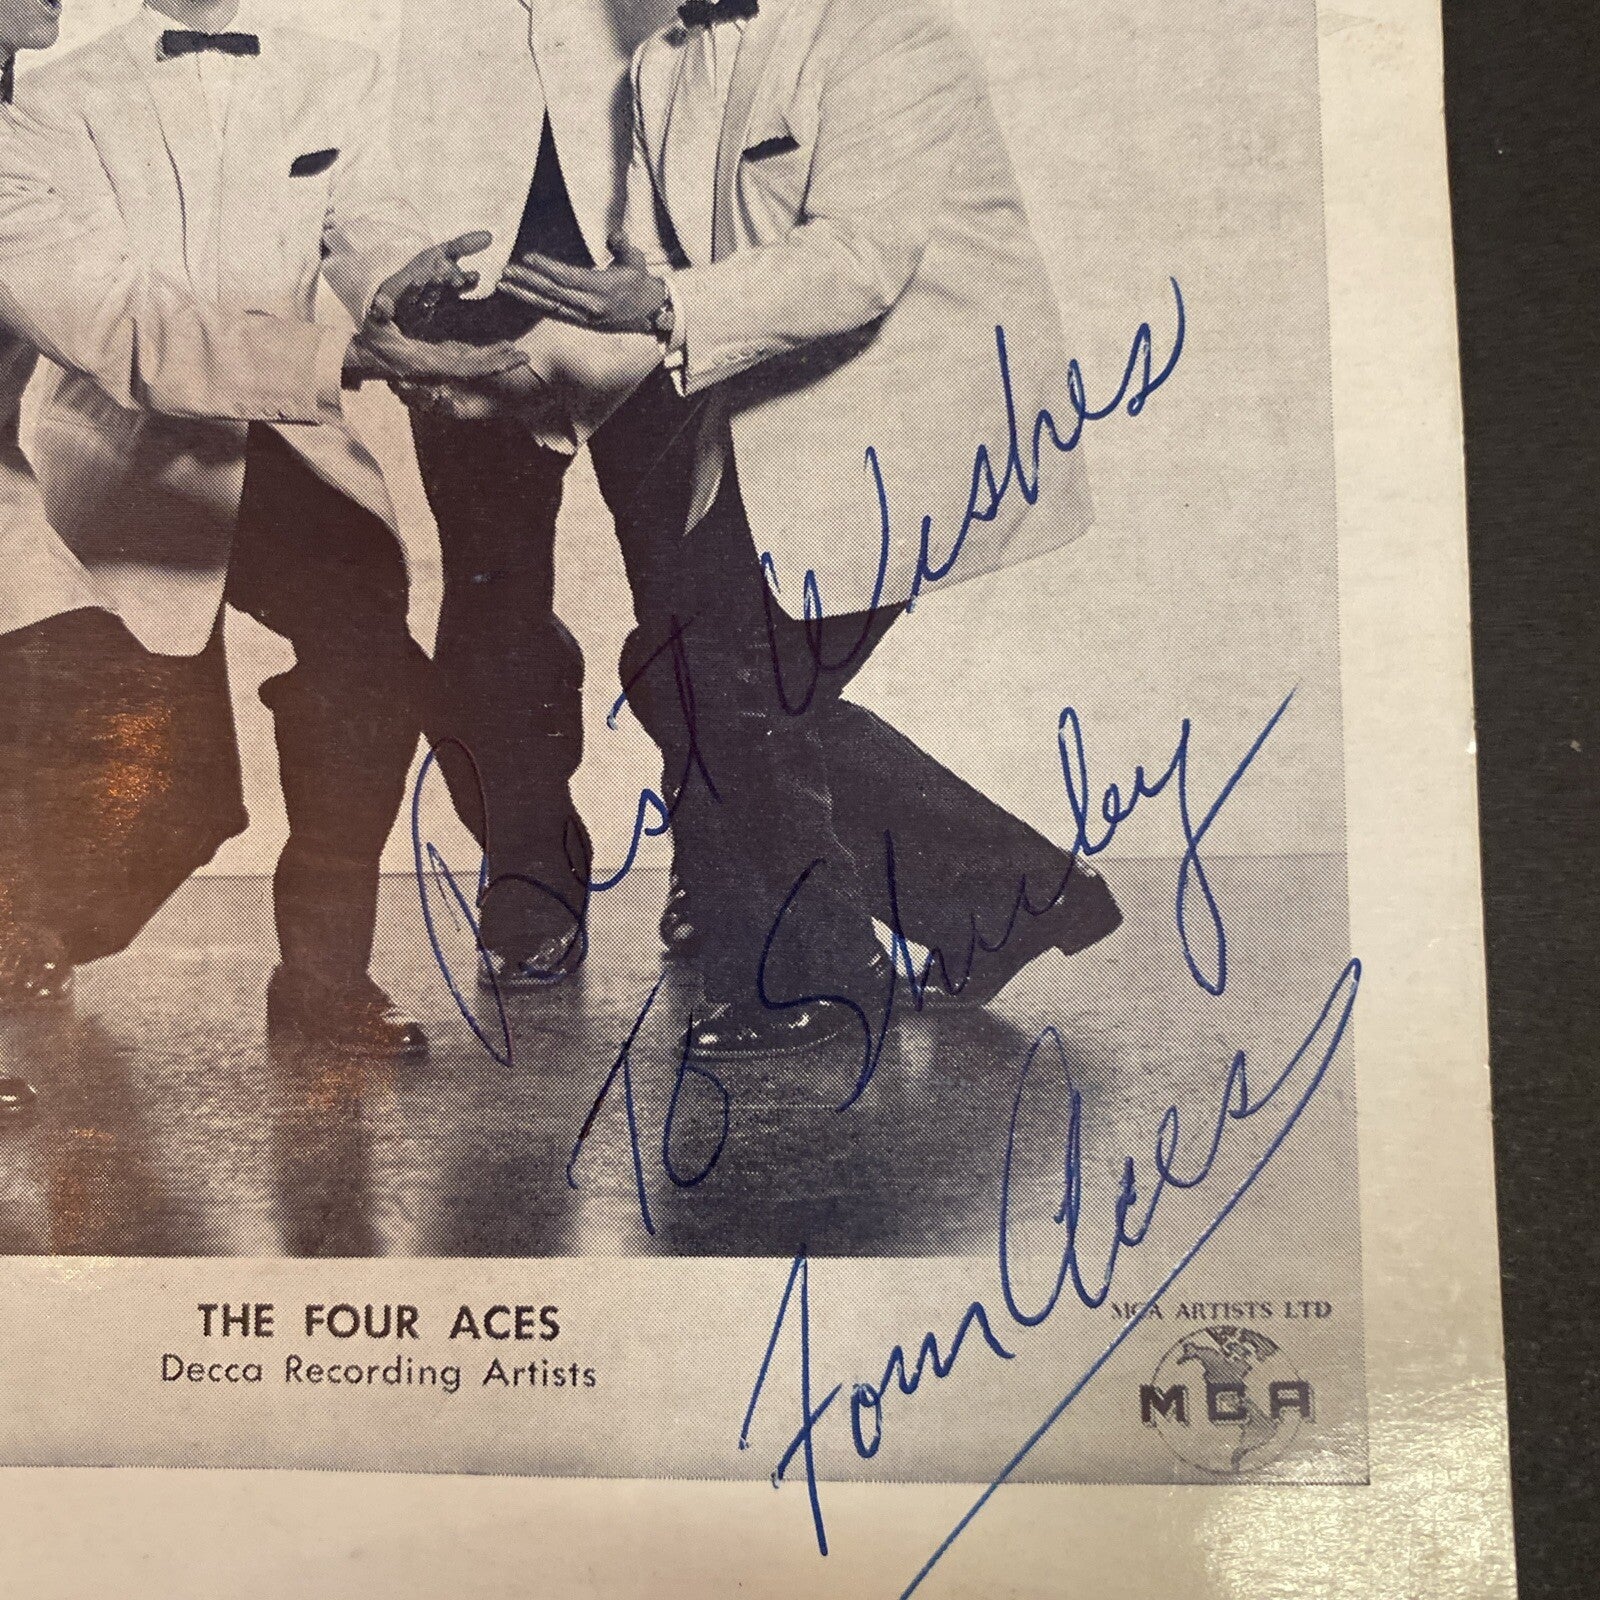 Best Wishes
To Shirley
Four Aces
THE FOUR ACES
Decca Recording Artists
MCA ARTISTS LTD
MCA